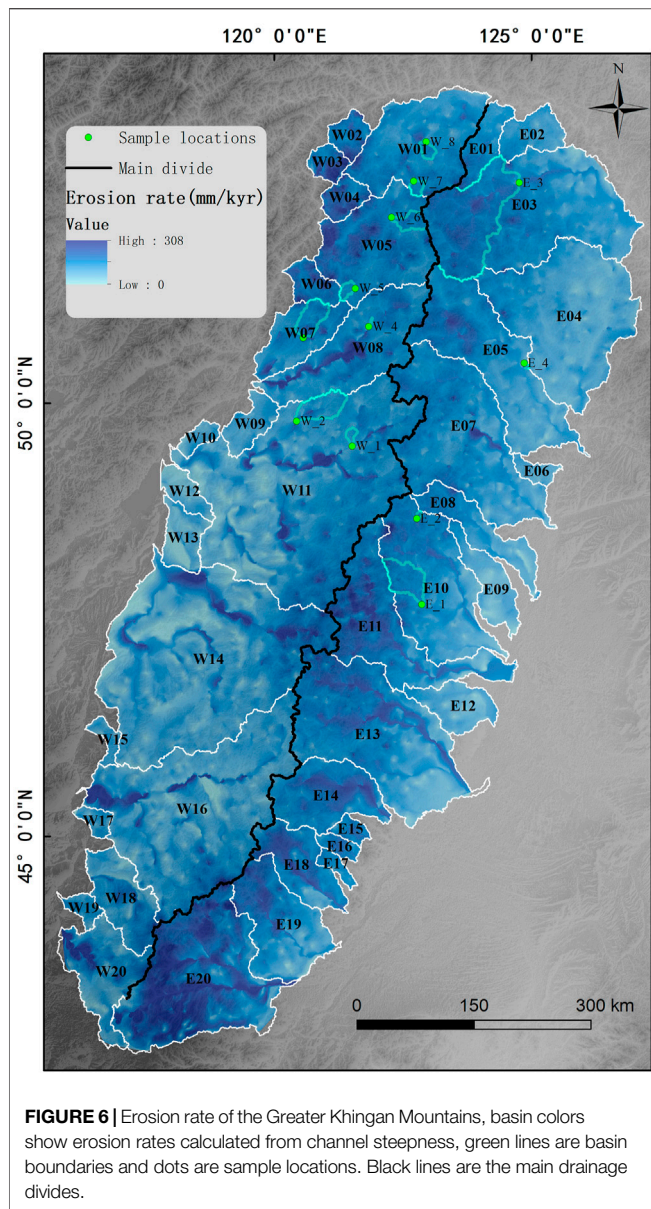 120° 0'0"E 125° 0'0"E
N
Sample locations
Main divide
Erosion rate(mm/kyr)
Value
High : 308
Low : 0
W02
W01
W_8
E01
E02
W03
W_7
E_3
W04
E03
W_6
W05
W06
W_5
E04
W07
W_4
W08
E05
E_4
50° 0'0"N
W09
W_2
E07
W10
W_1
E06
W12
W11
E08
E_2
W13
E10
E09
E_1
E11
W14
E12
W15
E13
W16
E14
W17
E15
E16
E17
E18
45° 0'0"N
W18
W19
E19
W20
E20
0 150 300 km
FIGURE 6 | Erosion rate of the Greater Khingan Mountains, basin colors
show erosion rates calculated from channel steepness, green lines are basin
boundaries and dots are sample locations. Black lines are the main drainage
divides.